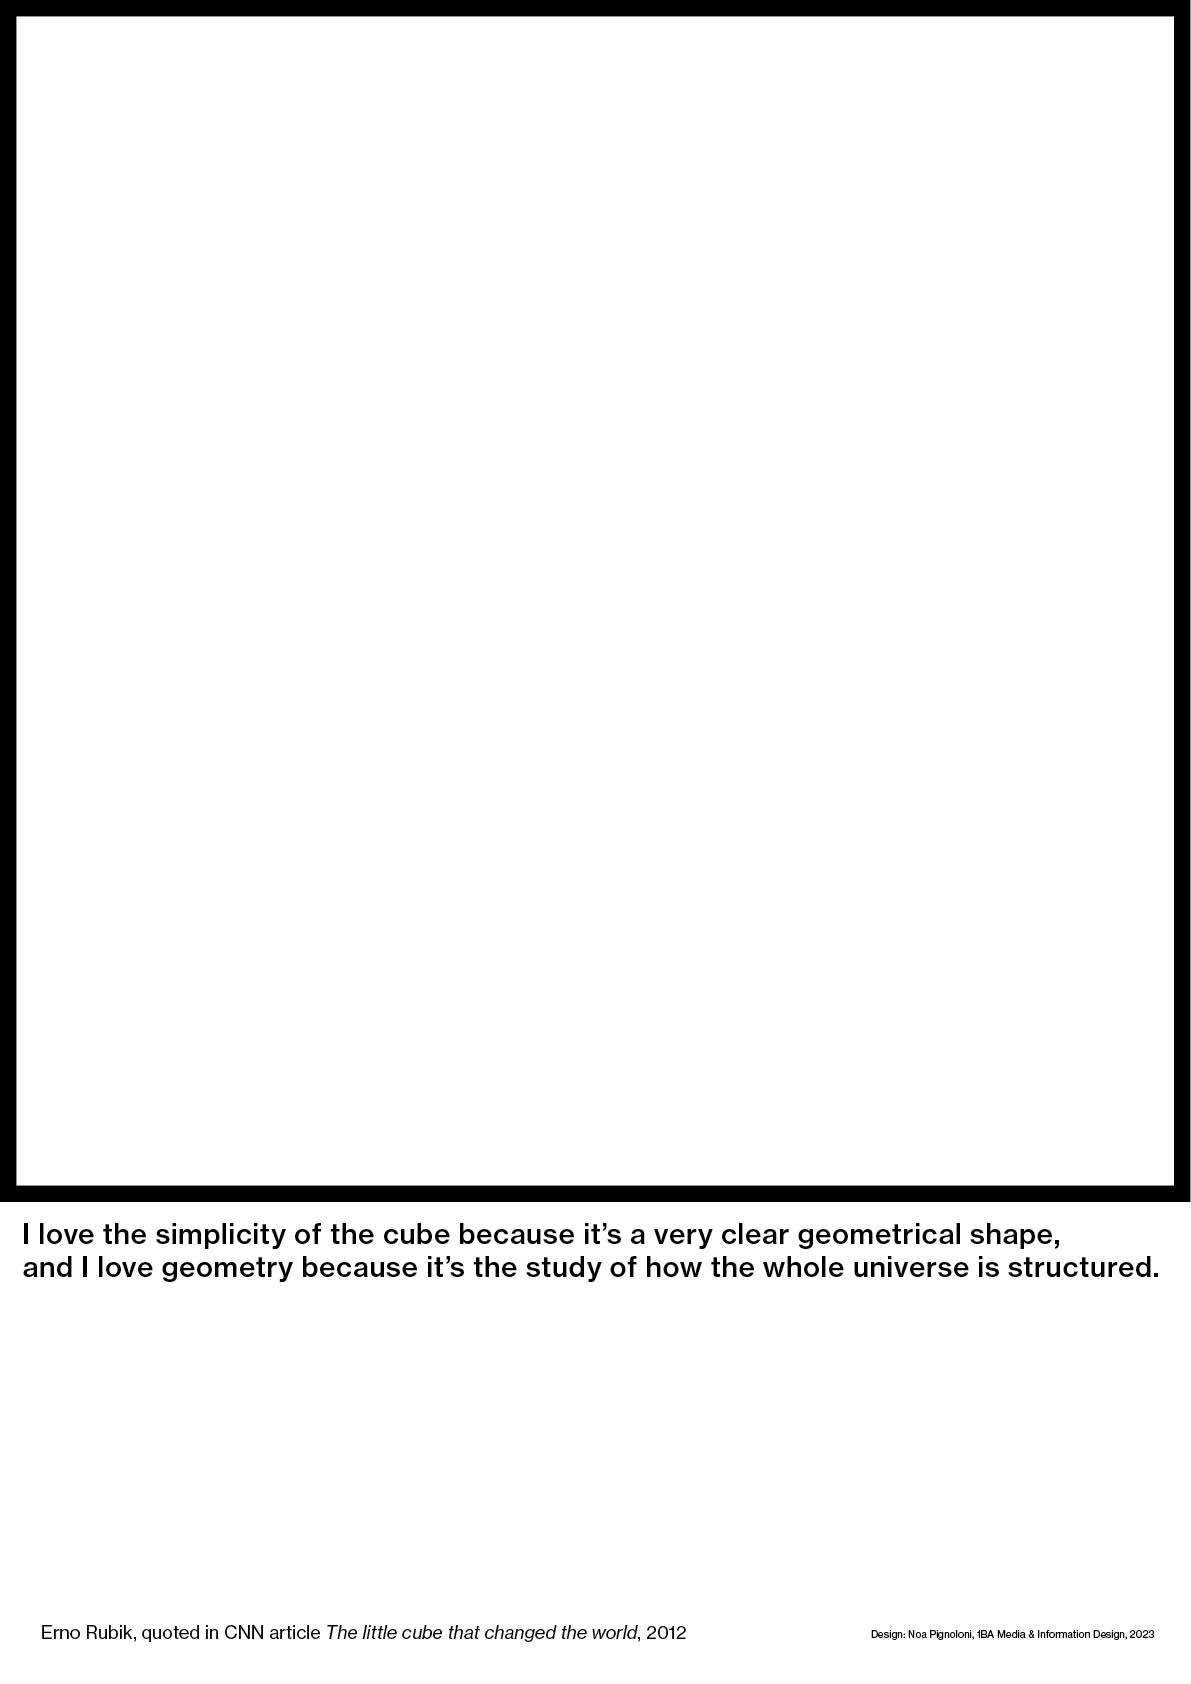 I love the simplicity of the cube because it’s a very clear geometrical shape,
and I love geometry because it’s the study of how the whole universe is structured.
Erno Rubik, quoted in CNN article The little cube that changed the world, 2012
Design: Noa Pignoloni, 1BA Media & Information Design, 2023